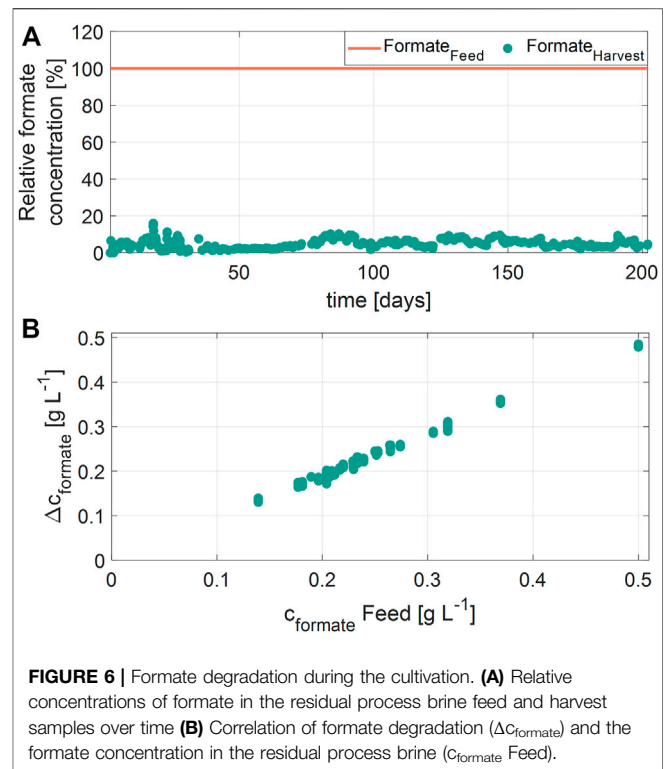 A
120
100
80
60
40
20
0
Relative formate
concentration [%]
Formate_Feed
Formate_Harvest
50
100
150
200
time [days]
B
0.5
0.4
0.3
0.2
0.1
0
Δc_formate [g L⁻¹]
0
0.1
0.2
0.3
0.4
0.5
c_formate Feed [g L⁻¹]
FIGURE 6 | Formate degradation during the cultivation. (A) Relative
concentrations of formate in the residual process brine feed and harvest
samples over time (B) Correlation of formate degradation (Δc_formate) and the
formate concentration in the residual process brine (c_formate Feed).